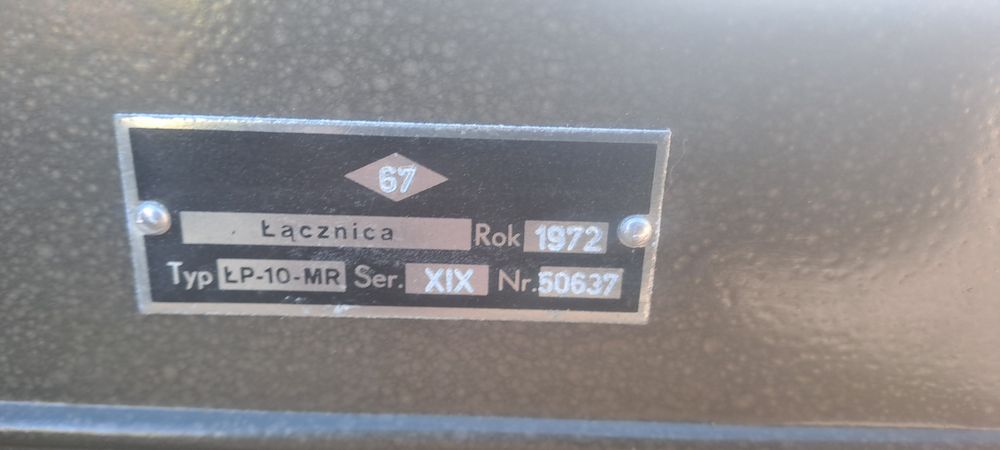 67
Łącznica Rok 1972
Typ ŁP-10-MR Ser. XIX Nr. 50637